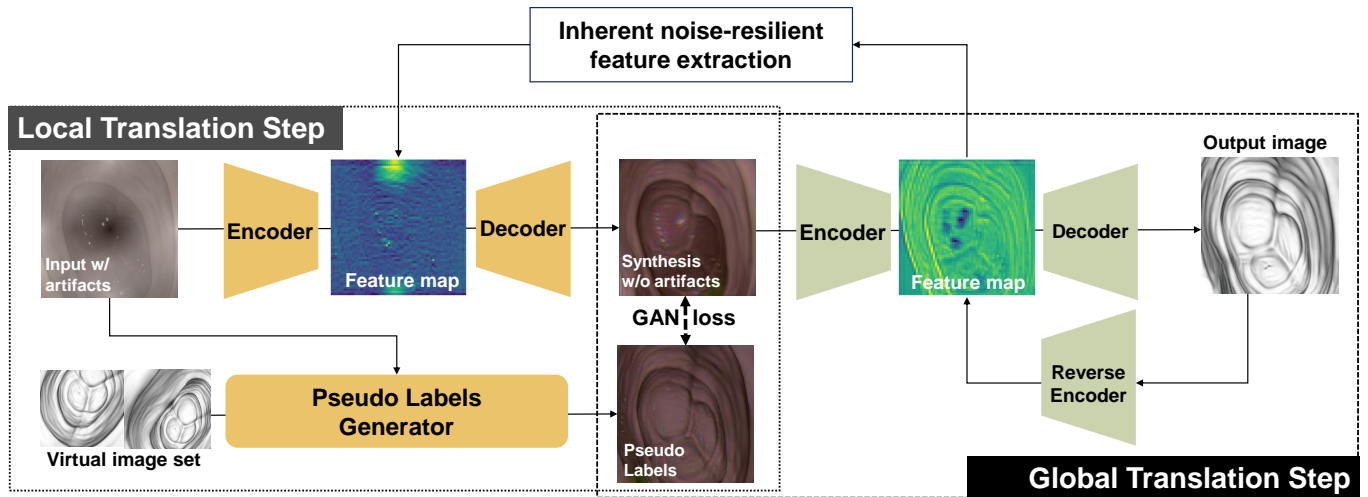 Inherent noise-resilient
feature extraction
Local Translation Step
Input w/
artifacts
Encoder
Feature map
Decoder
Synthesis
w/o artifacts
GAN loss
Pseudo
Labels
Virtual image set
Pseudo Labels
Generator
Encoder
Feature map
Decoder
Output image
Reverse
Encoder
Global Translation Step